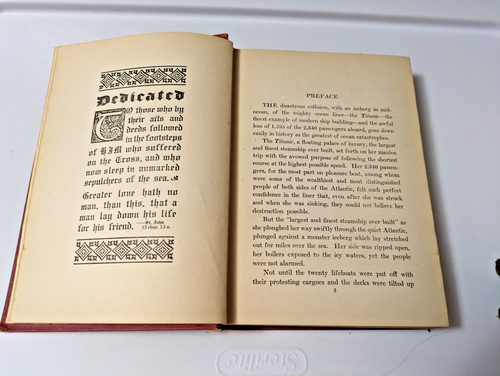 Dedicated
TO those who by
their acts and
deeds followed
in the footsteps
of HIM who suffered
on the Cross, and who
now sleep in unmarked
sepulchers of the sea.
Greater love hath no
man, than this, that a
man lay down his life
for his friend. —St. John
15 chap. 13 v.
PREFACE.
THE disastrous collision, with an iceberg in mid-
ocean, of the mighty ocean liner—the Titanic—the
finest example of modern ship building—and the awful
loss of 1,595 of the 2,340 passengers aboard, goes down
easily in history as the greatest of ocean catastrophes.
The Titanic, a floating palace of luxury, the largest
and finest steamship ever built, set forth on her maiden
trip with the avowed purpose of following the shortest
course at the highest possible speed. Her 2,340 passen-
gers, for the most part on pleasure bent, among whom
were some of the wealthiest and most distinguished
people of both sides of the Atlantic, felt such perfect
confidence in her that, even after she was struck
and when she was sinking, they could not believe her
destruction possible.
But the "largest and finest steamship ever built" as
she ploughed her way swiftly through the quiet Atlantic,
plunged against a monster iceberg which lay stretched
out for miles over the sea. Her side was ripped open,
her boilers exposed to the icy waters, yet the people
were not alarmed.
Not until the twenty lifeboats were put off with
their protesting cargoes and the decks were tilted up
5
Sterilite